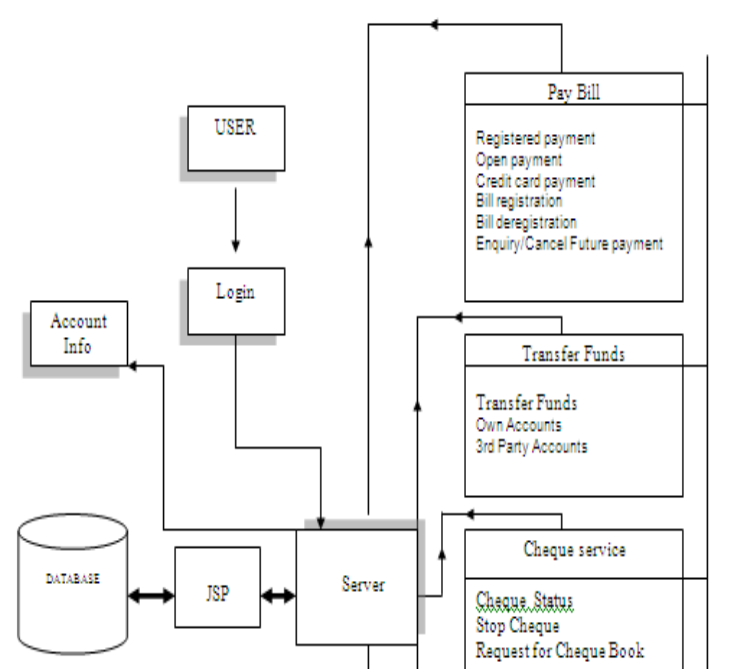 Pay Bill
Registered payment
Open payment
Credit card payment
Bill registration
Bill deregistration
Enquiry/Cancel Future payment
USER
Login
Account
Info
Transfer Funds
Transfer Funds
Own Accounts
3rd Party Accounts
DATABASE
JSP
Server
Cheque service
Cheque Status
Stop Cheque
Request for Cheque Book